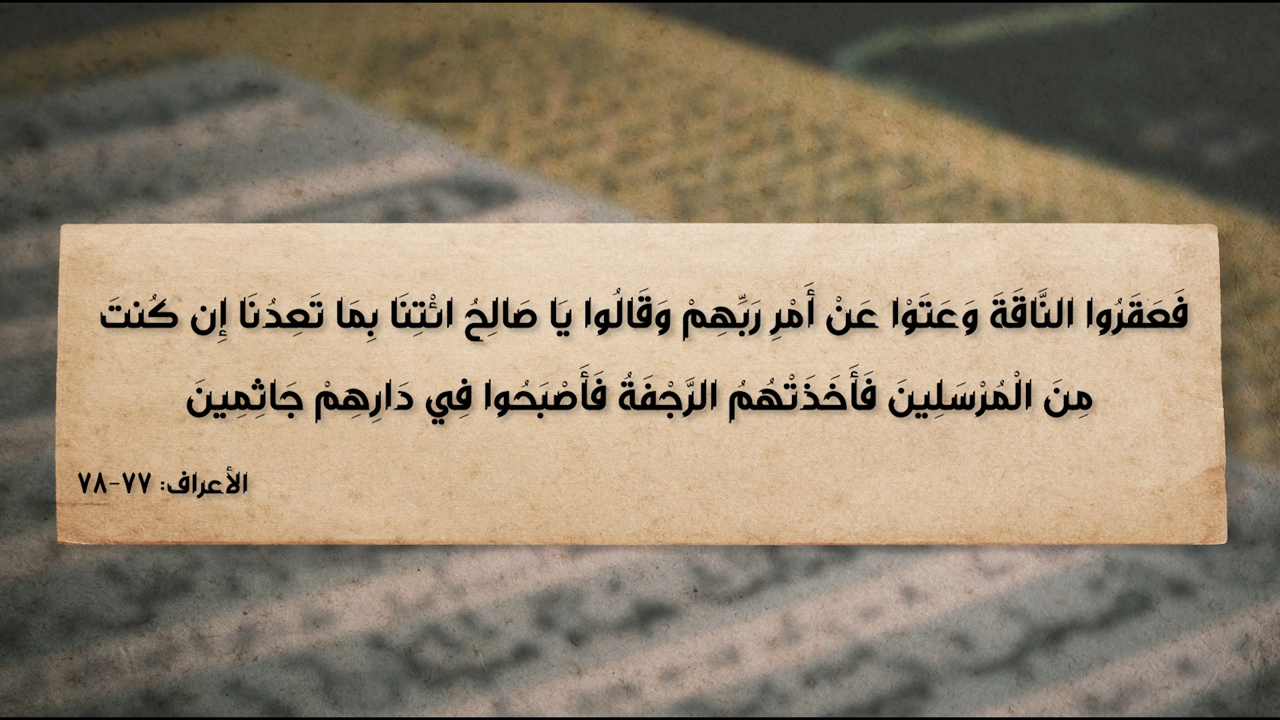 فَعَقَرُوا النَّاقَةَ وَعَتَوْا عَنْ أَمْرِ رَبِّهِمْ وَقَالُوا يَا صَالِحُ ائْتِنَا بِمَا تَعِدُنَا إِن كُنتَ
مِنَ الْمُرْسَلِينَ فَأَخَذَتْهُمُ الرَّجْفَةُ فَأَصْبَحُوا فِي دَارِهِمْ جَاثِمِينَ
الأعراف: ٧٧-٧٨